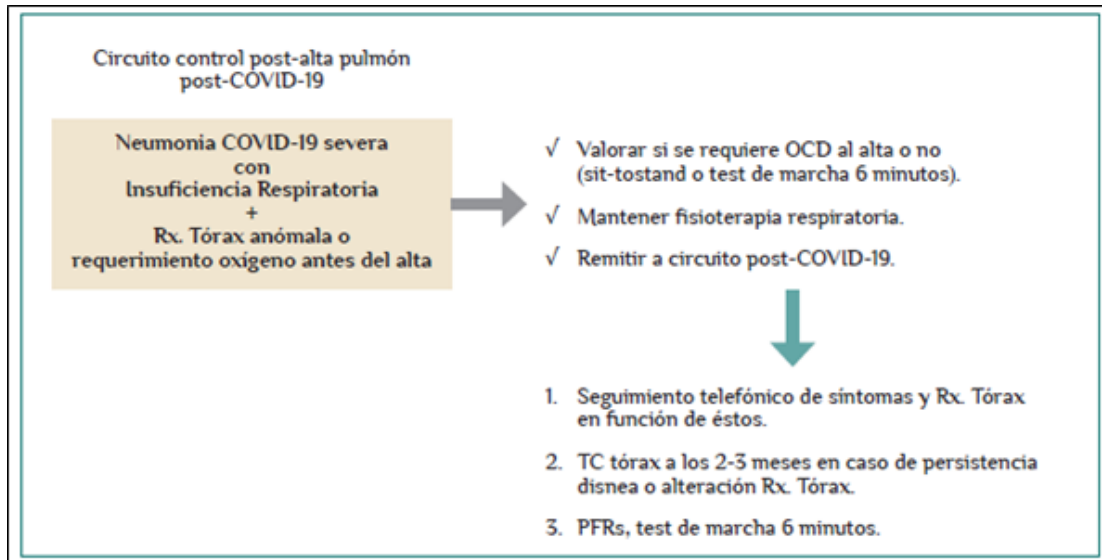 Circuito control post-alta pulmón
post-COVID-19
Neumonía COVID-19 severa
con
Insuficiencia Respiratoria
+
Rx. Tórax anómala o
requerimiento oxígeno antes del alta
√ Valorar si se requiere OCD al alta o no
(sit-tostand o test de marcha 6 minutos).
√ Mantener fisioterapia respiratoria.
√ Remitir a circuito post-COVID-19.
1. Seguimiento telefónico de síntomas y Rx. Tórax
en función de éstos.
2. TC tórax a los 2-3 meses en caso de persistencia
disnea o alteración Rx. Tórax.
3. PFRs, test de marcha 6 minutos.